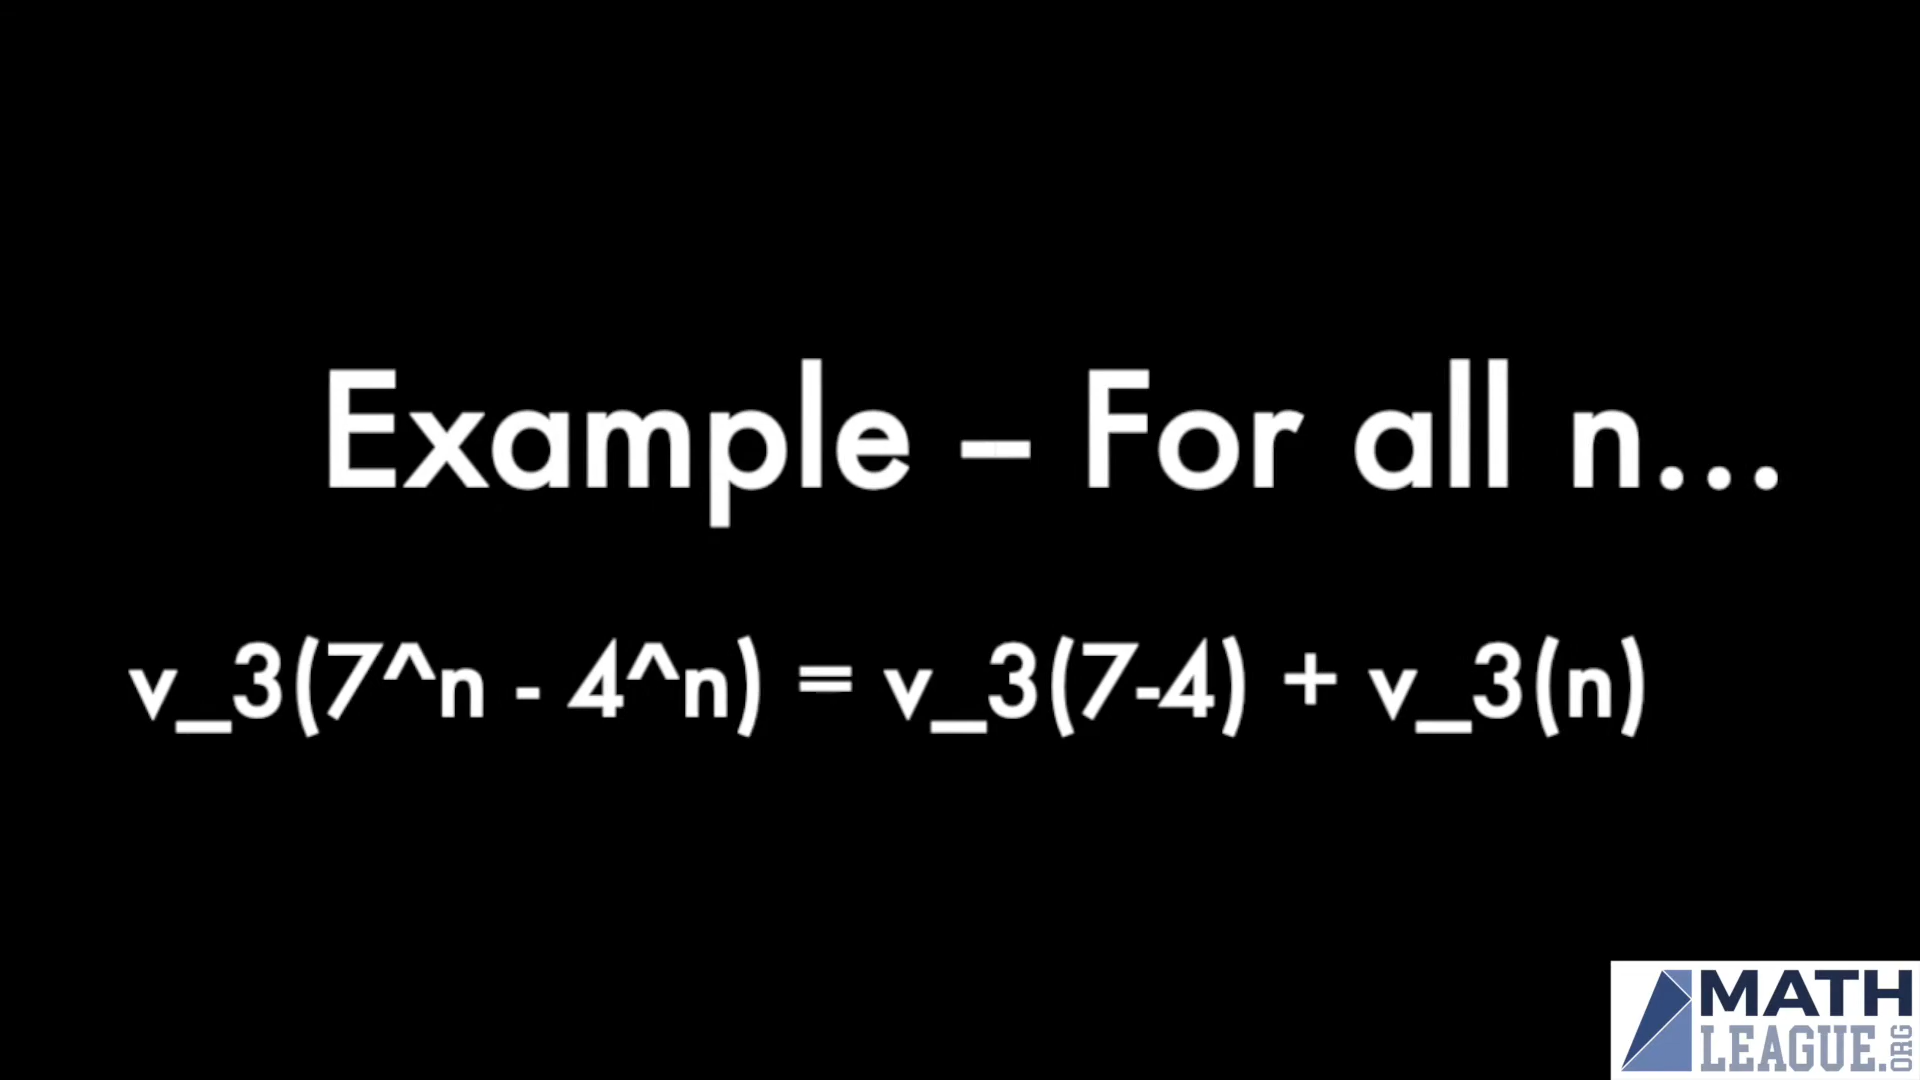 Example – For all n...
v_3(7^n - 4^n) = v_3(7-4) + v_3(n)
MATH
LEAGUE.ORG